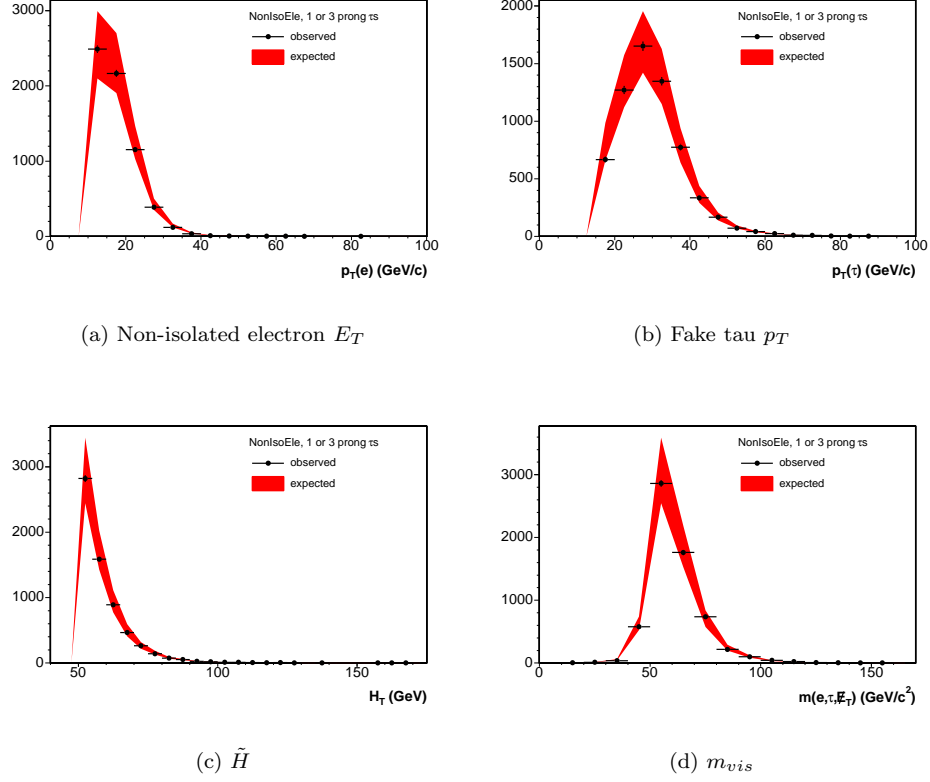 NonIsoEle, 1 or 3 prong τs
observed
expected
3000
2000
1000
0
0 20 40 60 80 100
p_T(e) (GeV/c)
(a) Non-isolated electron E_T
NonIsoEle, 1 or 3 prong τs
observed
expected
2000
1500
1000
500
0
0 20 40 60 80 100
p_T(τ) (GeV/c)
(b) Fake tau p_T
NonIsoEle, 1 or 3 prong τs
observed
expected
3000
2000
1000
0
50 100 150
H_T (GeV)
(c) H̃
NonIsoEle, 1 or 3 prong τs
observed
expected
3000
2000
1000
0
0 50 100 150
m(e,τ,E̸_T) (GeV/c²)
(d) m_vis